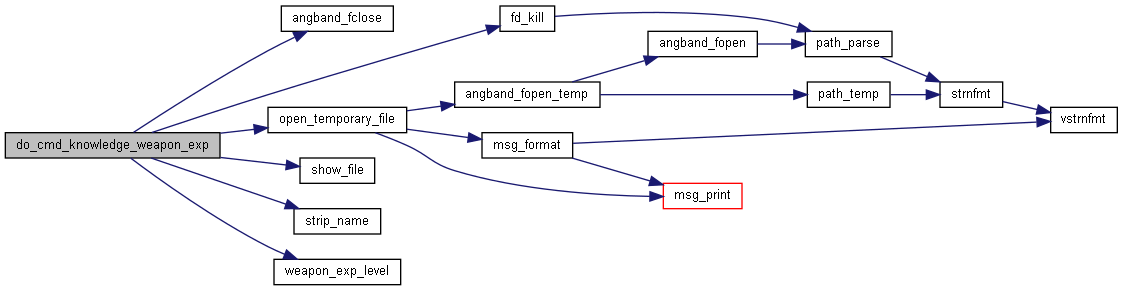 angband_fclose
fd_kill
angband_fopen
path_parse
angband_fopen_temp
path_temp
strnfmt
open_temporary_file
vstrnfmt
do_cmd_knowledge_weapon_exp
msg_format
show_file
msg_print
strip_name
weapon_exp_level